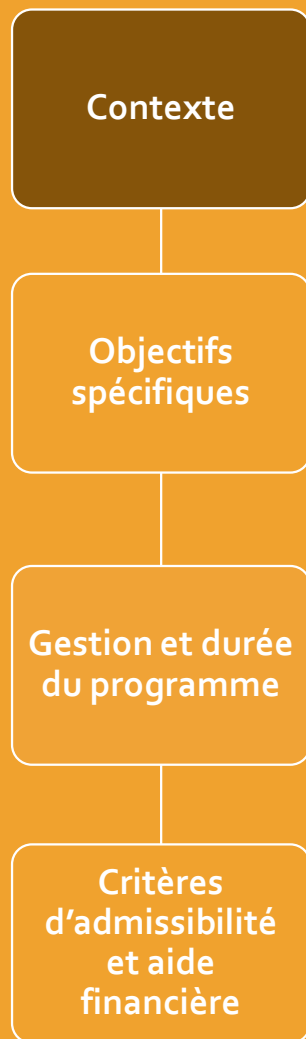 Contexte
Objectifs
spécifiques
Gestion et durée
du programme
Critères
d'admissibilité
et aide
financière